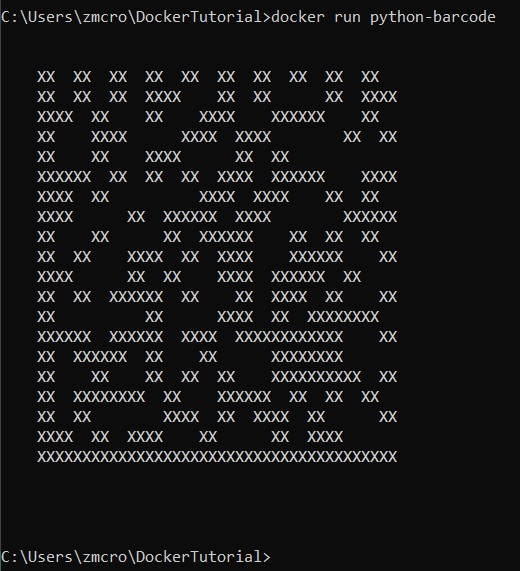 C:\Users\zmcro\DockerTutorial>docker run python-barcode
XX  XX  XX  XX  XX  XX  XX  XX  XX  XX
XX  XX  XX  XXXX    XX  XX      XX  XXXX
XXXX  XX    XX    XXXX    XXXXXX    XX
XX    XXXX      XXXX  XXXX        XX  XX
XX    XX    XXXX      XX  XX
XXXXXX  XX  XX  XX  XXXX  XXXXXX    XXXX
XXXX  XX          XXXX  XXXX    XX  XX
XXXX      XX  XXXXXX  XXXX        XXXXXX
XX    XX      XX  XXXXXX    XX  XX  XX
XX  XX    XXXX  XX  XXXX    XXXXXX    XX
XXXX      XX  XX    XXXX  XXXXXX  XX
XX  XX  XXXXXX  XX    XX  XXXX  XX    XX
XX          XX      XXXX  XX  XXXXXXXX
XXXXXX  XXXXXX  XXXX  XXXXXXXXXXXX    XX
XX  XXXXXX  XX    XX      XXXXXXXX
XX    XX    XX  XX  XX    XXXXXXXXXX  XX
XX  XXXXXXXX  XX    XXXXXX  XX  XX  XX
XX  XX        XXXX  XX  XXXX  XX      XX
XXXX  XX  XXXX    XX      XX  XXXX
XXXXXXXXXXXXXXXXXXXXXXXXXXXXXXXXXXXXXXXX
C:\Users\zmcro\DockerTutorial>